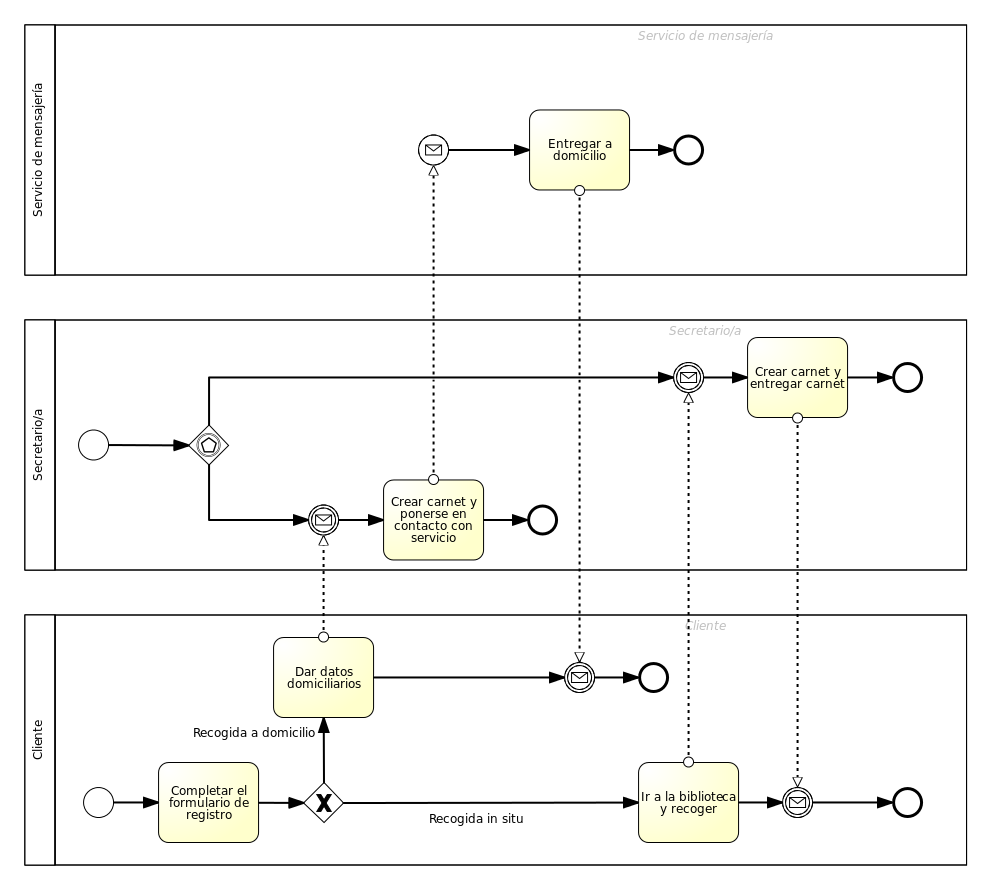 Servicio de mensajería
Servicio de mensajería
Entregar a
domicilio
Secretario/a
Secretario/a
Crear carnet y
entregar carnet
Crear carnet y
ponerse en
contacto con
servicio
Cliente
Cliente
Dar datos
domiciliarios
Recogida a domicilio
Completar el
formulario de
registro
X
Recogida in situ
Ir a la biblioteca
y recoger